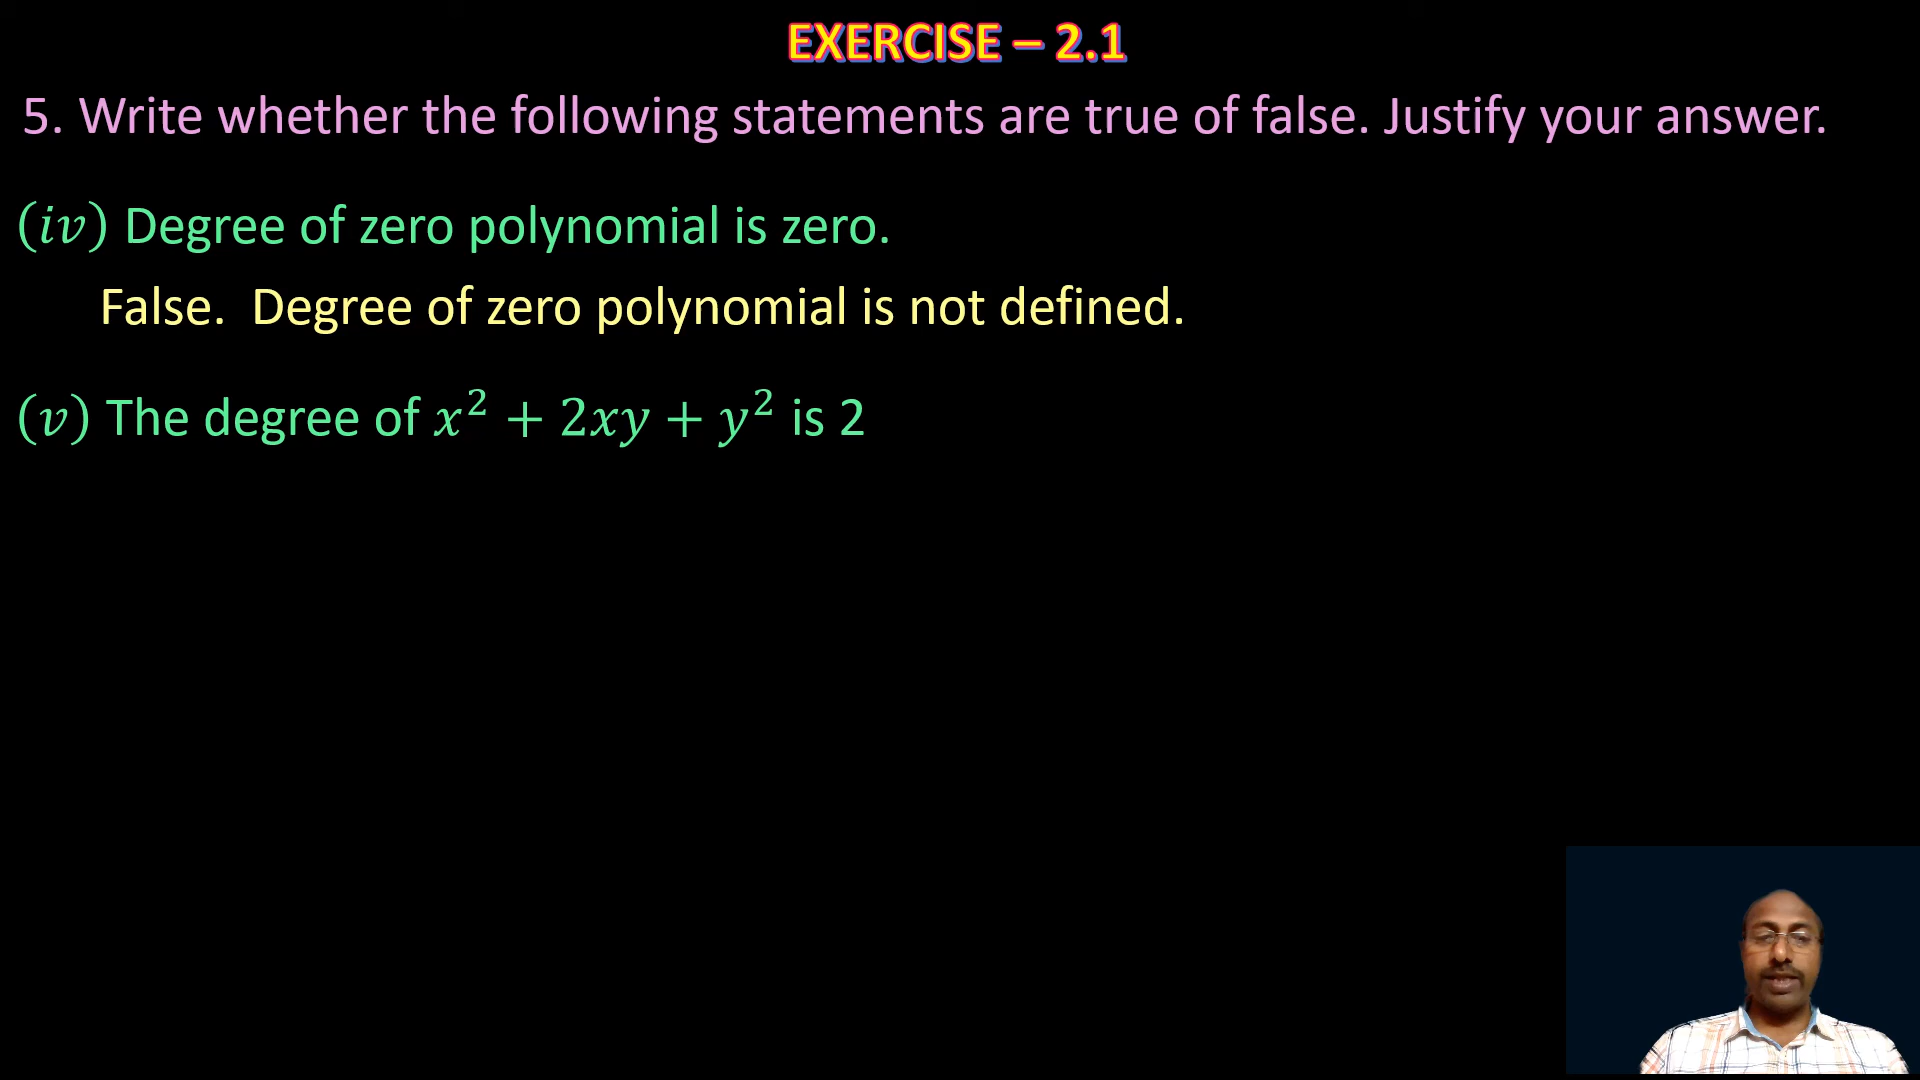 EXERCISE – 2.1
5. Write whether the following statements are true of false. Justify your answer.
(iv) Degree of zero polynomial is zero.
False. Degree of zero polynomial is not defined.
(v) The degree of x² + 2xy + y² is 2